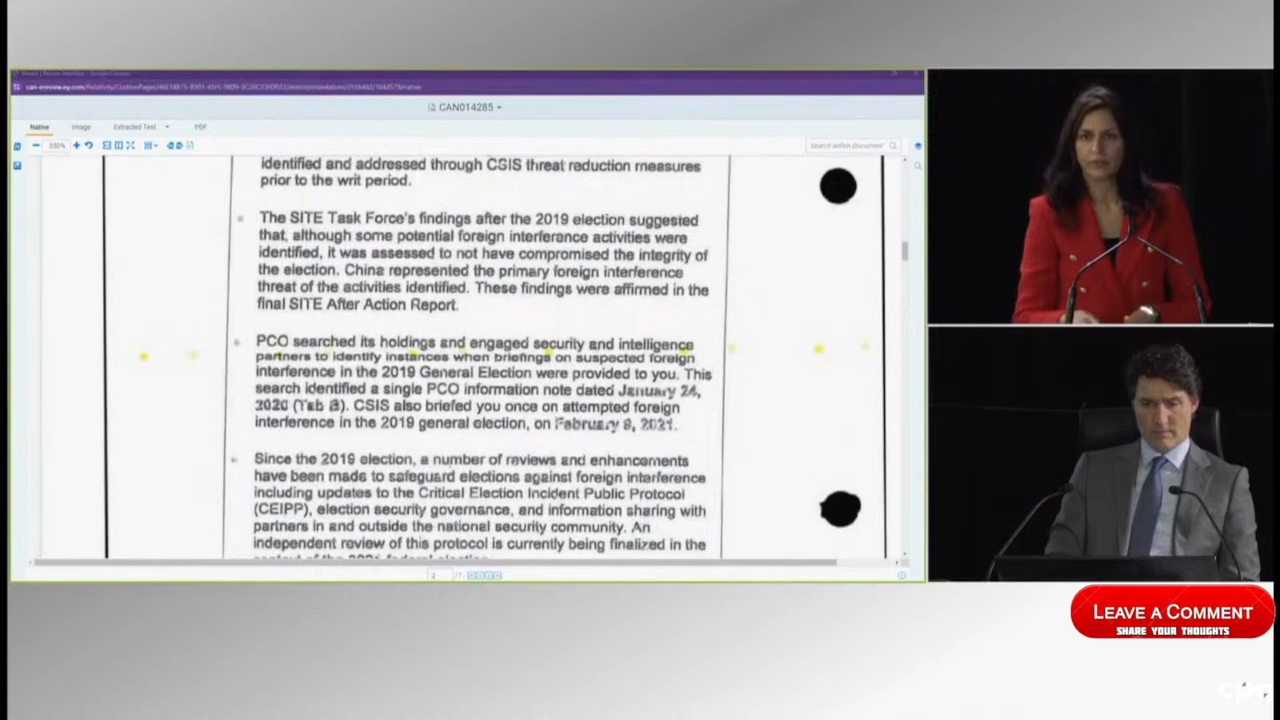 CAN014285
Native Image Extracted Text PDF
Search within Document
identified and addressed through CSIS threat reduction measures
prior to the writ period.
The SITE Task Force's findings after the 2019 election suggested
that, although some potential foreign interference activities were
identified, it was assessed to not have compromised the integrity of
the election. China represented the primary foreign interference
threat of the activities identified. These findings were affirmed in the
final SITE After Action Report.
PCO searched its holdings and engaged security and intelligence
partners to identify instances when briefings on suspected foreign
interference in the 2019 General Election were provided to you. This
search identified a single PCO information note dated January 24,
2020 (Tab B). CSIS also briefed you once on attempted foreign
interference in the 2019 general election, on February 9, 2021.
Since the 2019 election, a number of reviews and enhancements
have been made to safeguard elections against foreign interference
including updates to the Critical Election Incident Public Protocol
(CEIPP), election security governance, and information sharing with
partners in and outside the national security community. An
independent review of this protocol is currently being finalized in the
2 /7
LEAVE A COMMENT
SHARE YOUR THOUGHTS